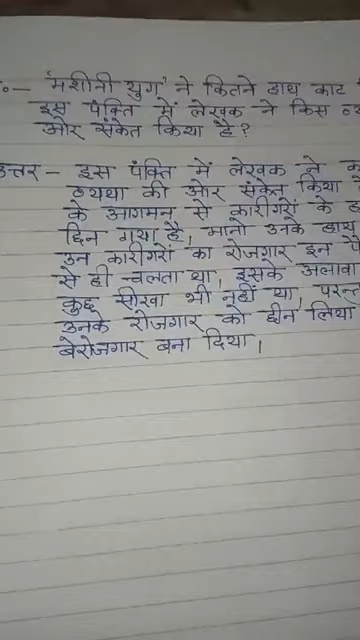 'मशीनी युग' ने कितने हाथ काट
इस पंक्ति में लेखक ने किस
ओर संकेत किया है?
उत्तर - इस पंक्ति में लेखक ने
व्यथा की ओर संकेत किया
के आगमन से कारीगरों के
छिन गया है, मानो उनके हाथ
उन कारीगरों का रोजगार इन
से ही चलता था, इसके अलावा
कुछ सीखा भी नहीं था, परन्तु
उनके रोजगार को छीन लिया
बेरोजगार बना दिया।